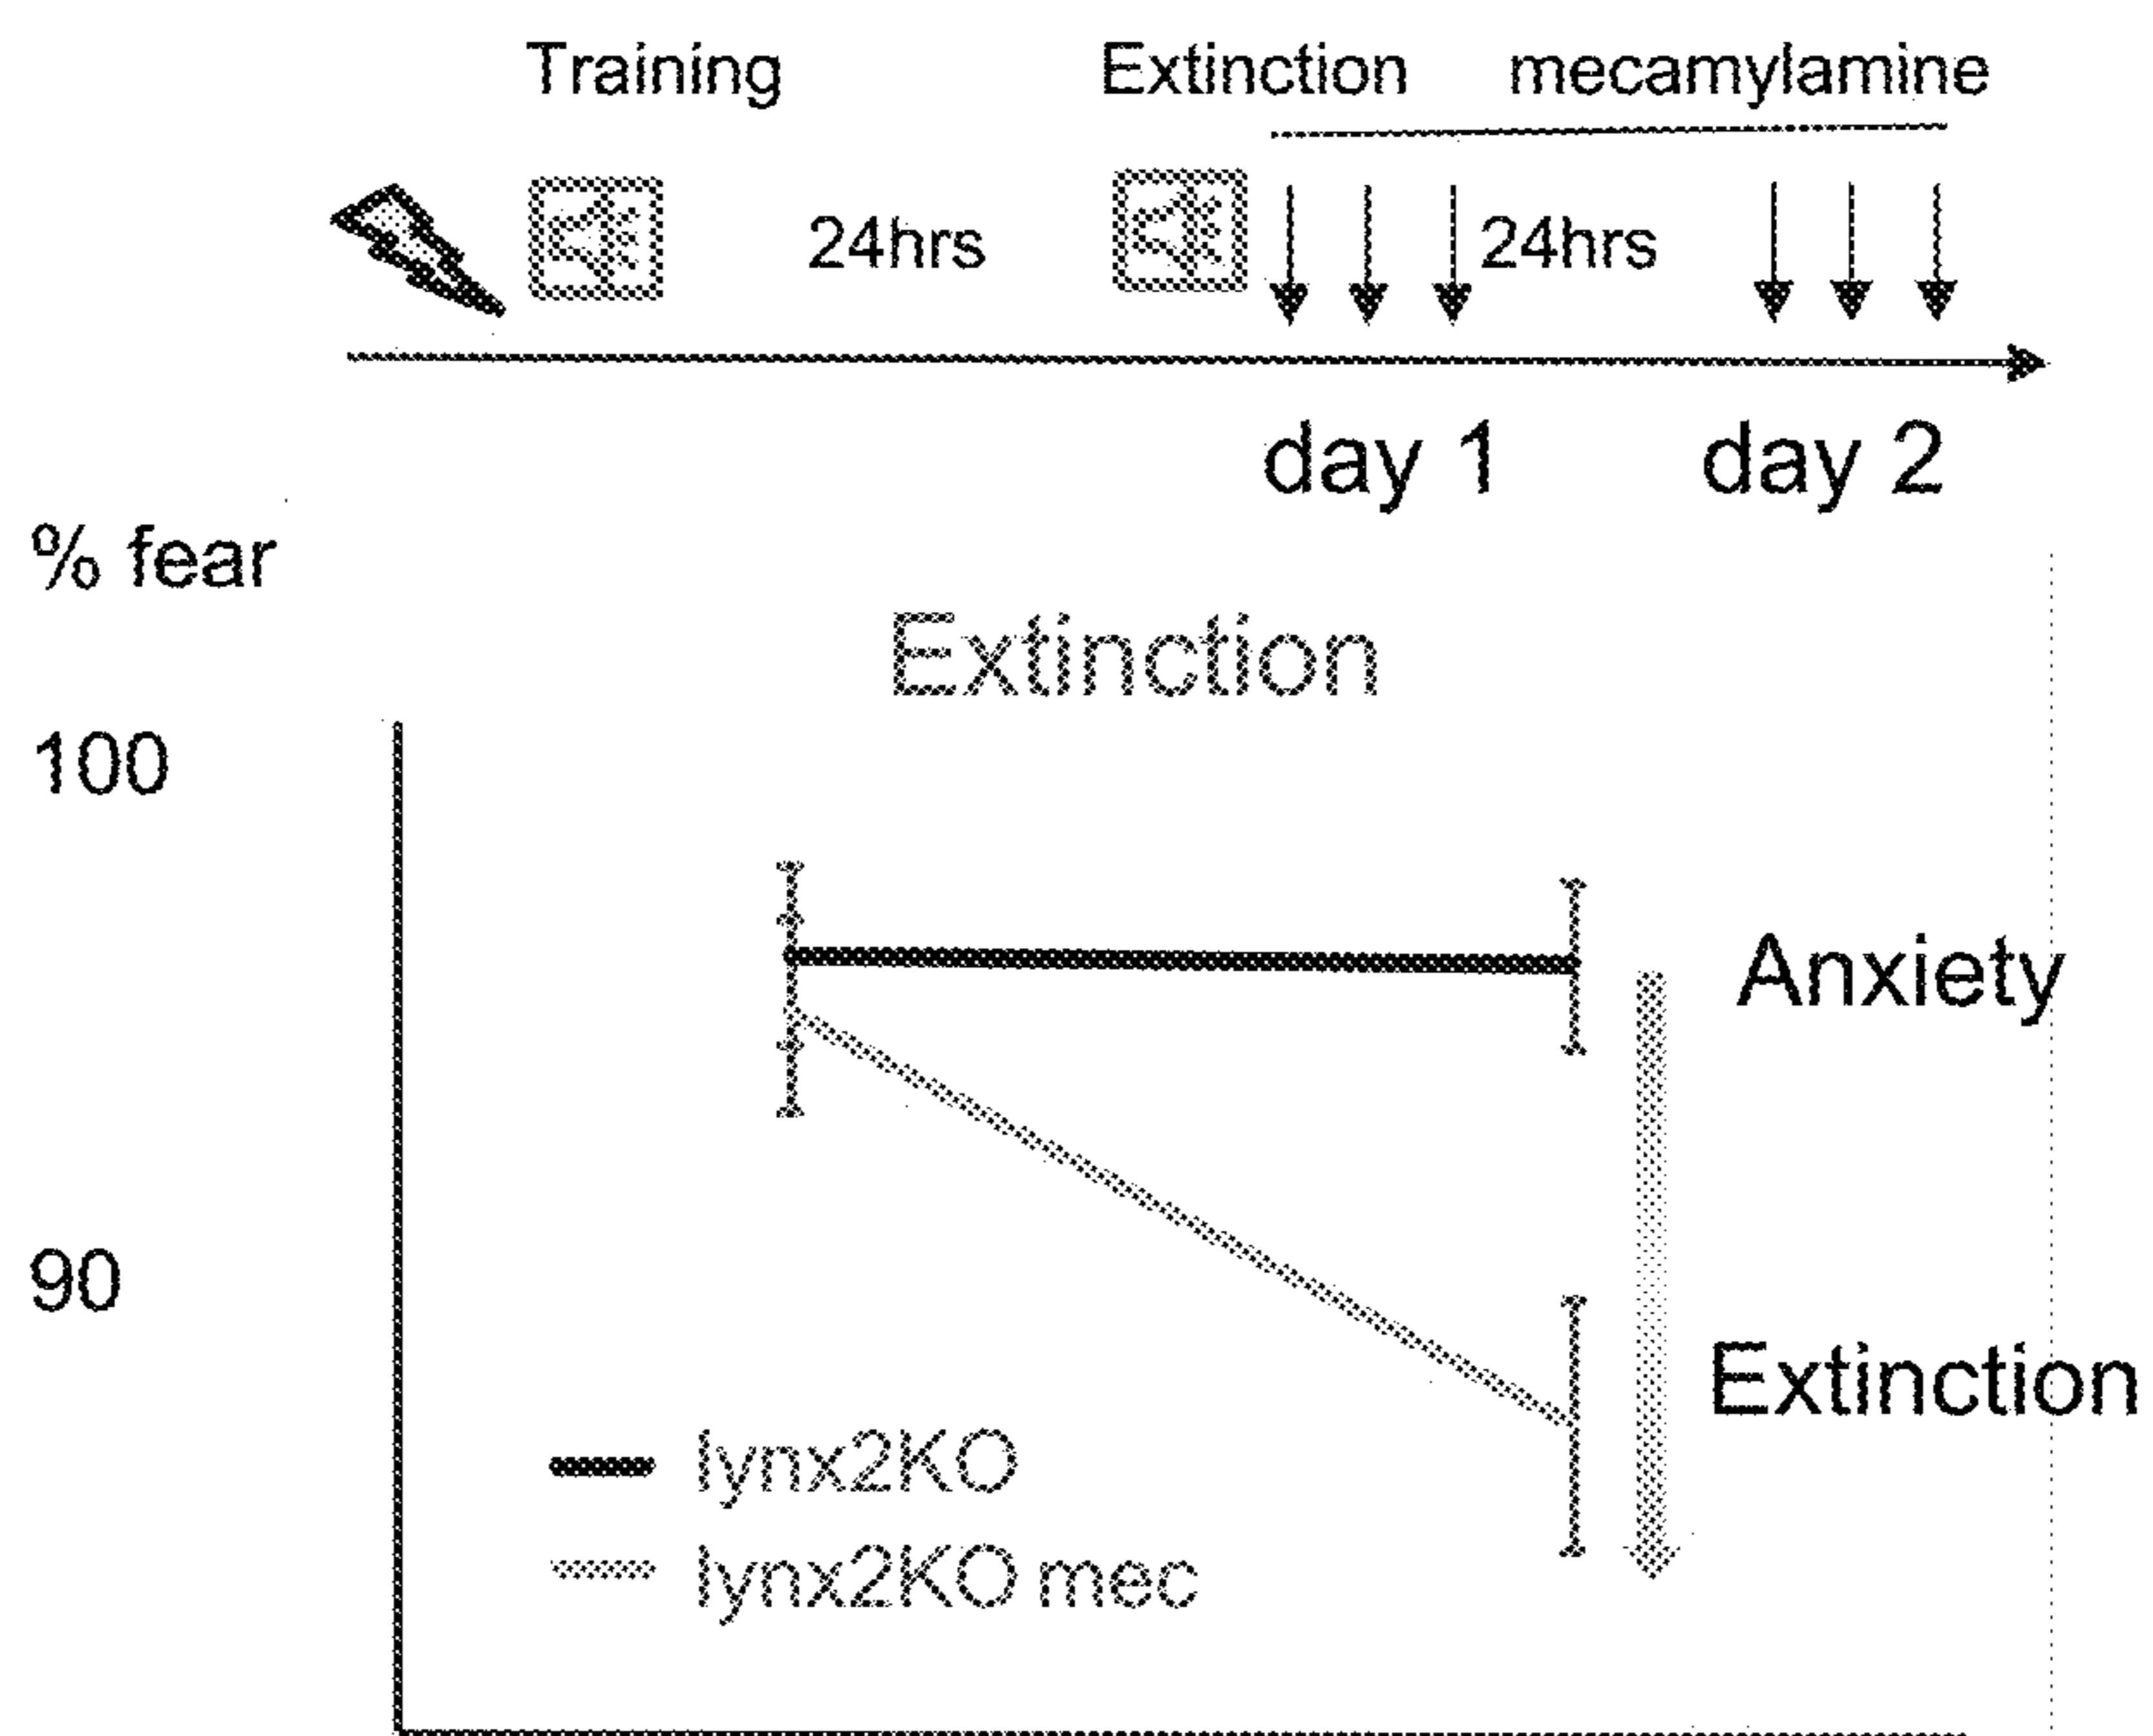 Training Extinction mecamylamine
24hrs 24hrs
day 1 day 2
% fear
Extinction
100
Anxiety
90
Extinction
lynx2KO
lynx2KO mec